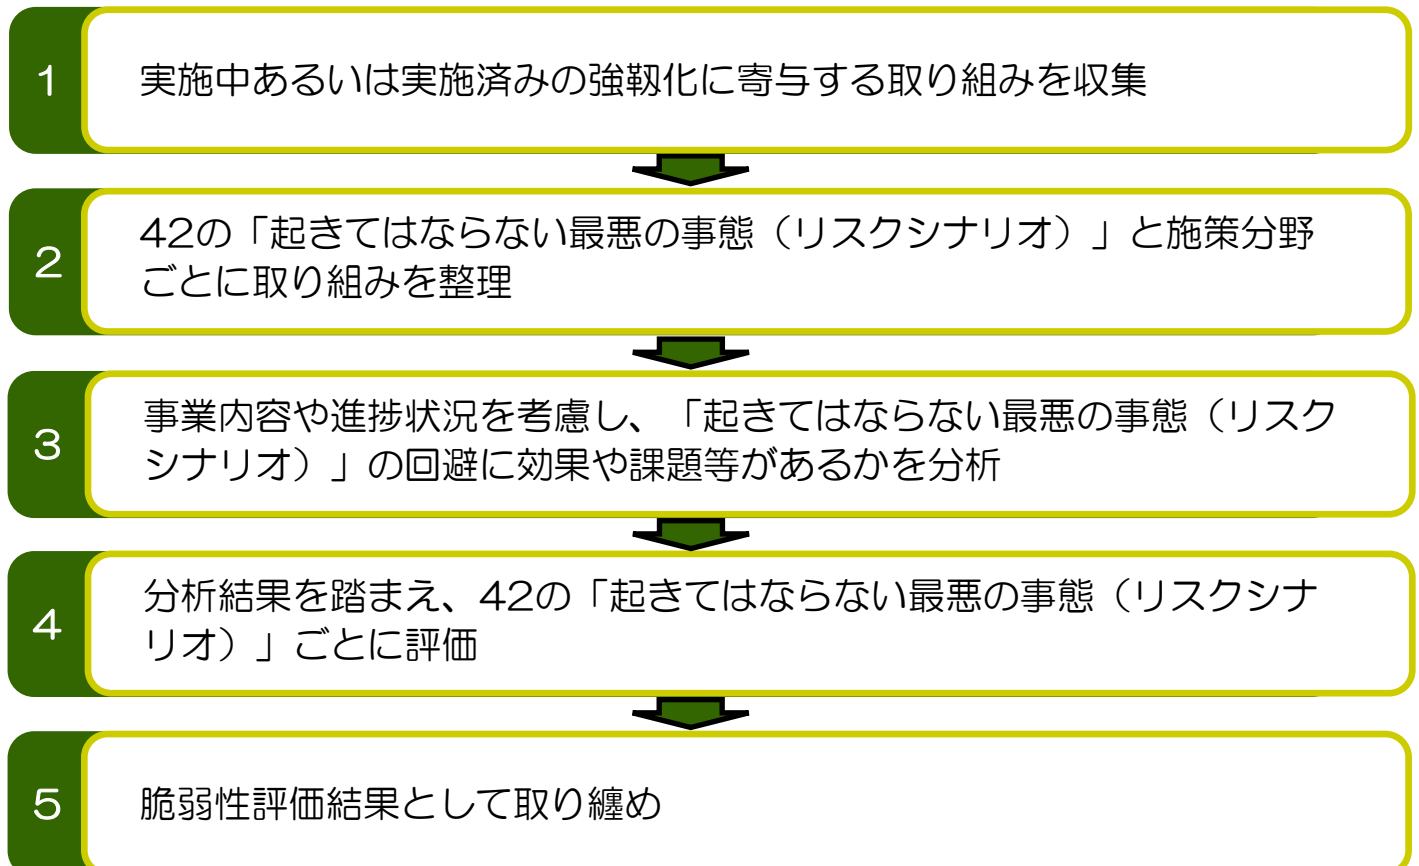 1
実施中あるいは実施済みの強靱化に寄与する取り組みを収集
2
42の「起きてはならない最悪の事態（リスクシナリオ）」と施策分野
ごとに取り組みを整理
3
事業内容や進捗状況を考慮し、「起きてはならない最悪の事態（リスク
シナリオ）」の回避に効果や課題等があるかを分析
4
分析結果を踏まえ、42の「起きてはならない最悪の事態（リスクシナ
リオ）」ごとに評価
5
脆弱性評価結果として取り纏め